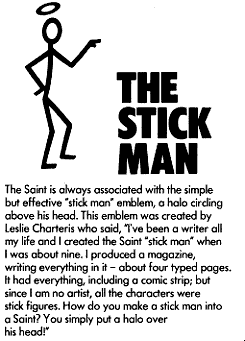 THE
STICK
MAN
The Saint is always associated with the simple
but effective "stick man" emblem, a halo circling
above his head. This emblem was created by
Leslie Charteris who said, "I've been a writer all
my life and I created the Saint "stick man" when
I was about nine. I produced a magazine,
writing everything in it – about four typed pages.
It had everything, including a comic strip; but
since I am no artist, all the characters were
stick figures. How do you make a stick man into
a Saint? You simply put a halo over
his head!"